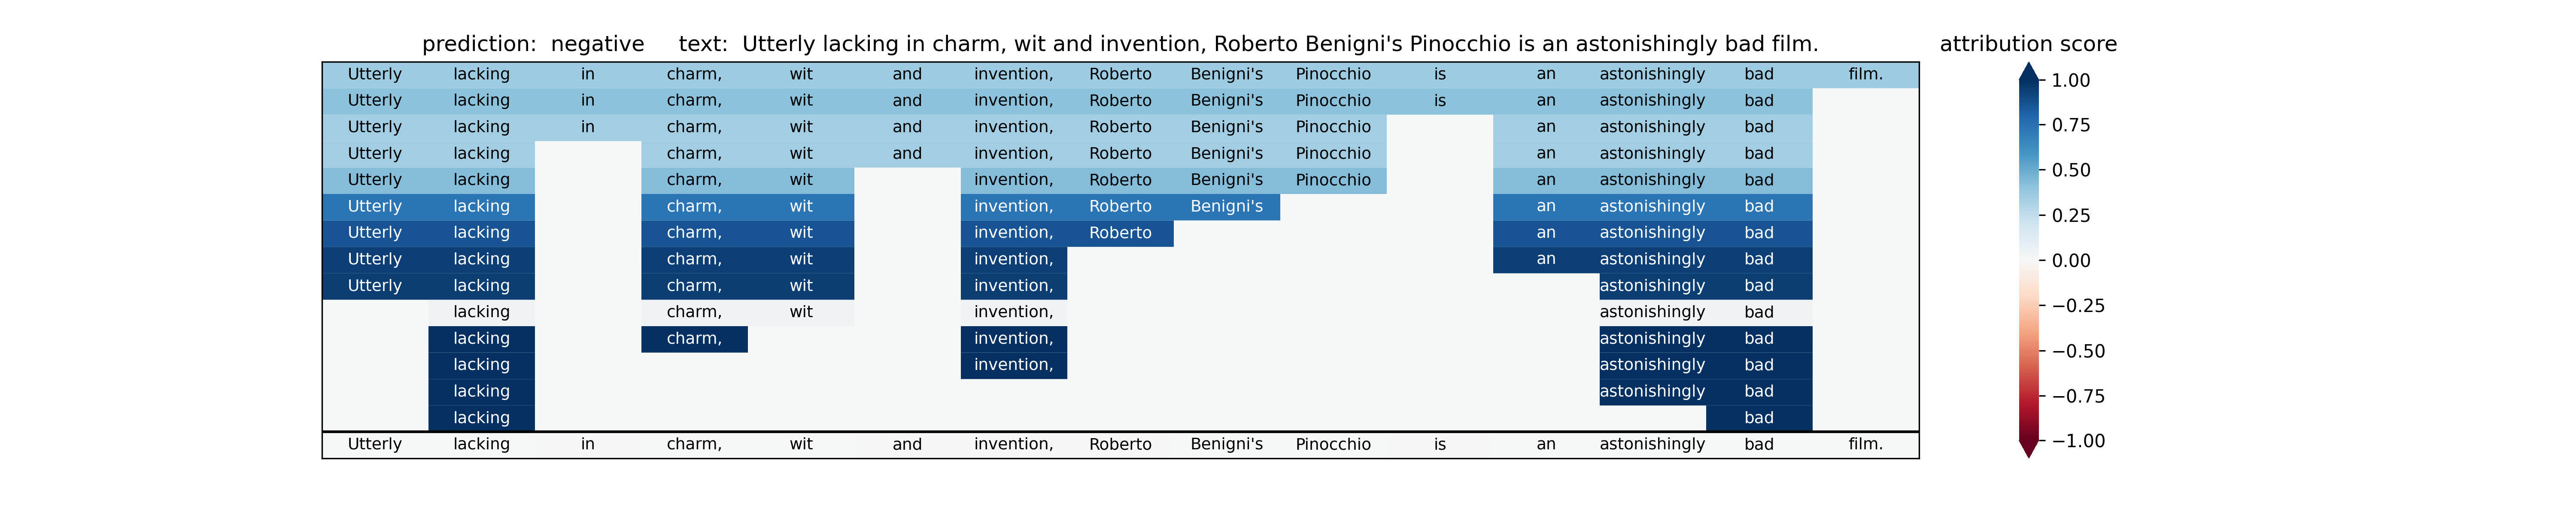 prediction: negative text: Utterly lacking in charm, wit and invention, Roberto Benigni's Pinocchio is an astonishingly bad film.
attribution score
Utterly lacking in charm, wit and invention, Roberto Benigni's Pinocchio is an astonishingly bad film.
Utterly lacking in charm, wit and invention, Roberto Benigni's Pinocchio is an astonishingly bad
Utterly lacking in charm, wit and invention, Roberto Benigni's Pinocchio an astonishingly bad
Utterly lacking charm, wit and invention, Roberto Benigni's Pinocchio an astonishingly bad
Utterly lacking charm, wit invention, Roberto Benigni's Pinocchio an astonishingly bad
Utterly lacking charm, wit invention, Roberto Benigni's an astonishingly bad
Utterly lacking charm, wit invention, Roberto an astonishingly bad
Utterly lacking charm, wit invention, an astonishingly bad
Utterly lacking charm, wit invention, astonishingly bad
lacking charm, wit invention, astonishingly bad
lacking charm, invention, astonishingly bad
lacking invention, astonishingly bad
lacking astonishingly bad
lacking bad
Utterly lacking in charm, wit and invention, Roberto Benigni's Pinocchio is an astonishingly bad film.
1.00
0.75
0.50
0.25
0.00
−0.25
−0.50
−0.75
−1.00